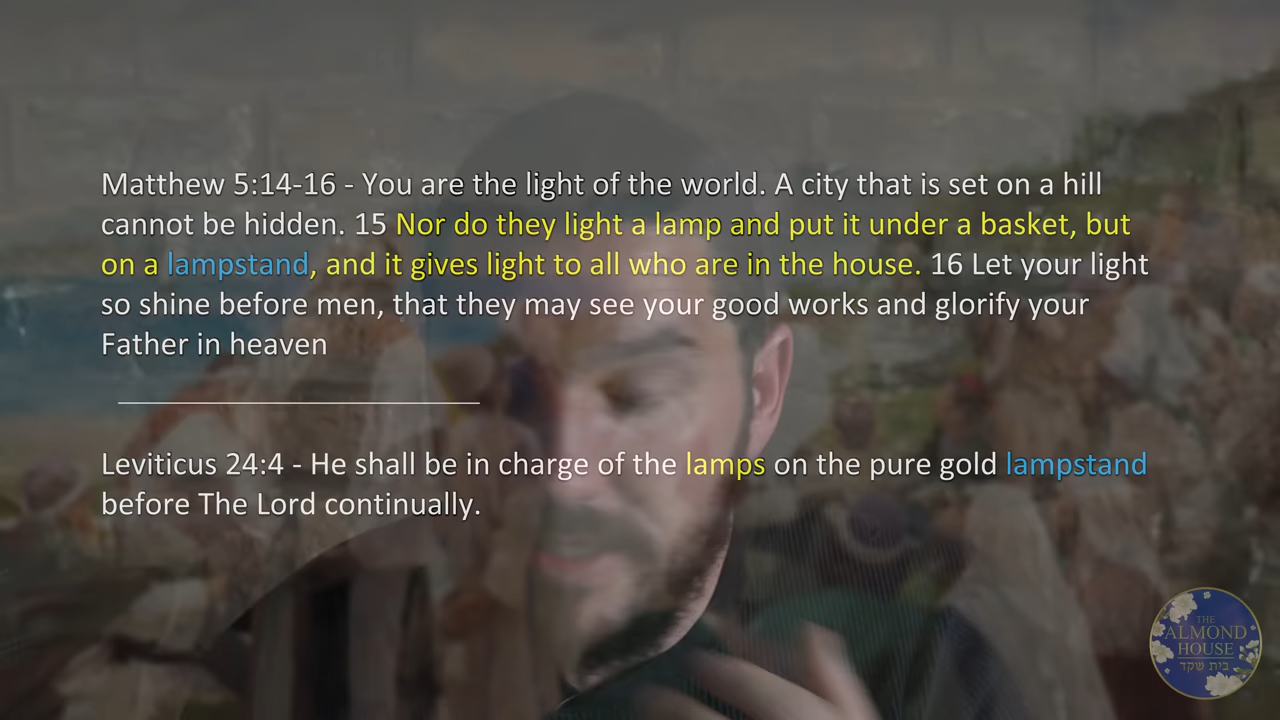 Matthew 5:14-16 - You are the light of the world. A city that is set on a hill
cannot be hidden. 15 Nor do they light a lamp and put it under a basket, but
on a lampstand, and it gives light to all who are in the house. 16 Let your light
so shine before men, that they may see your good works and glorify your
Father in heaven
Leviticus 24:4 - He shall be in charge of the lamps on the pure gold lampstand
before The Lord continually.
THE
ALMOND
HOUSE
בית שקד